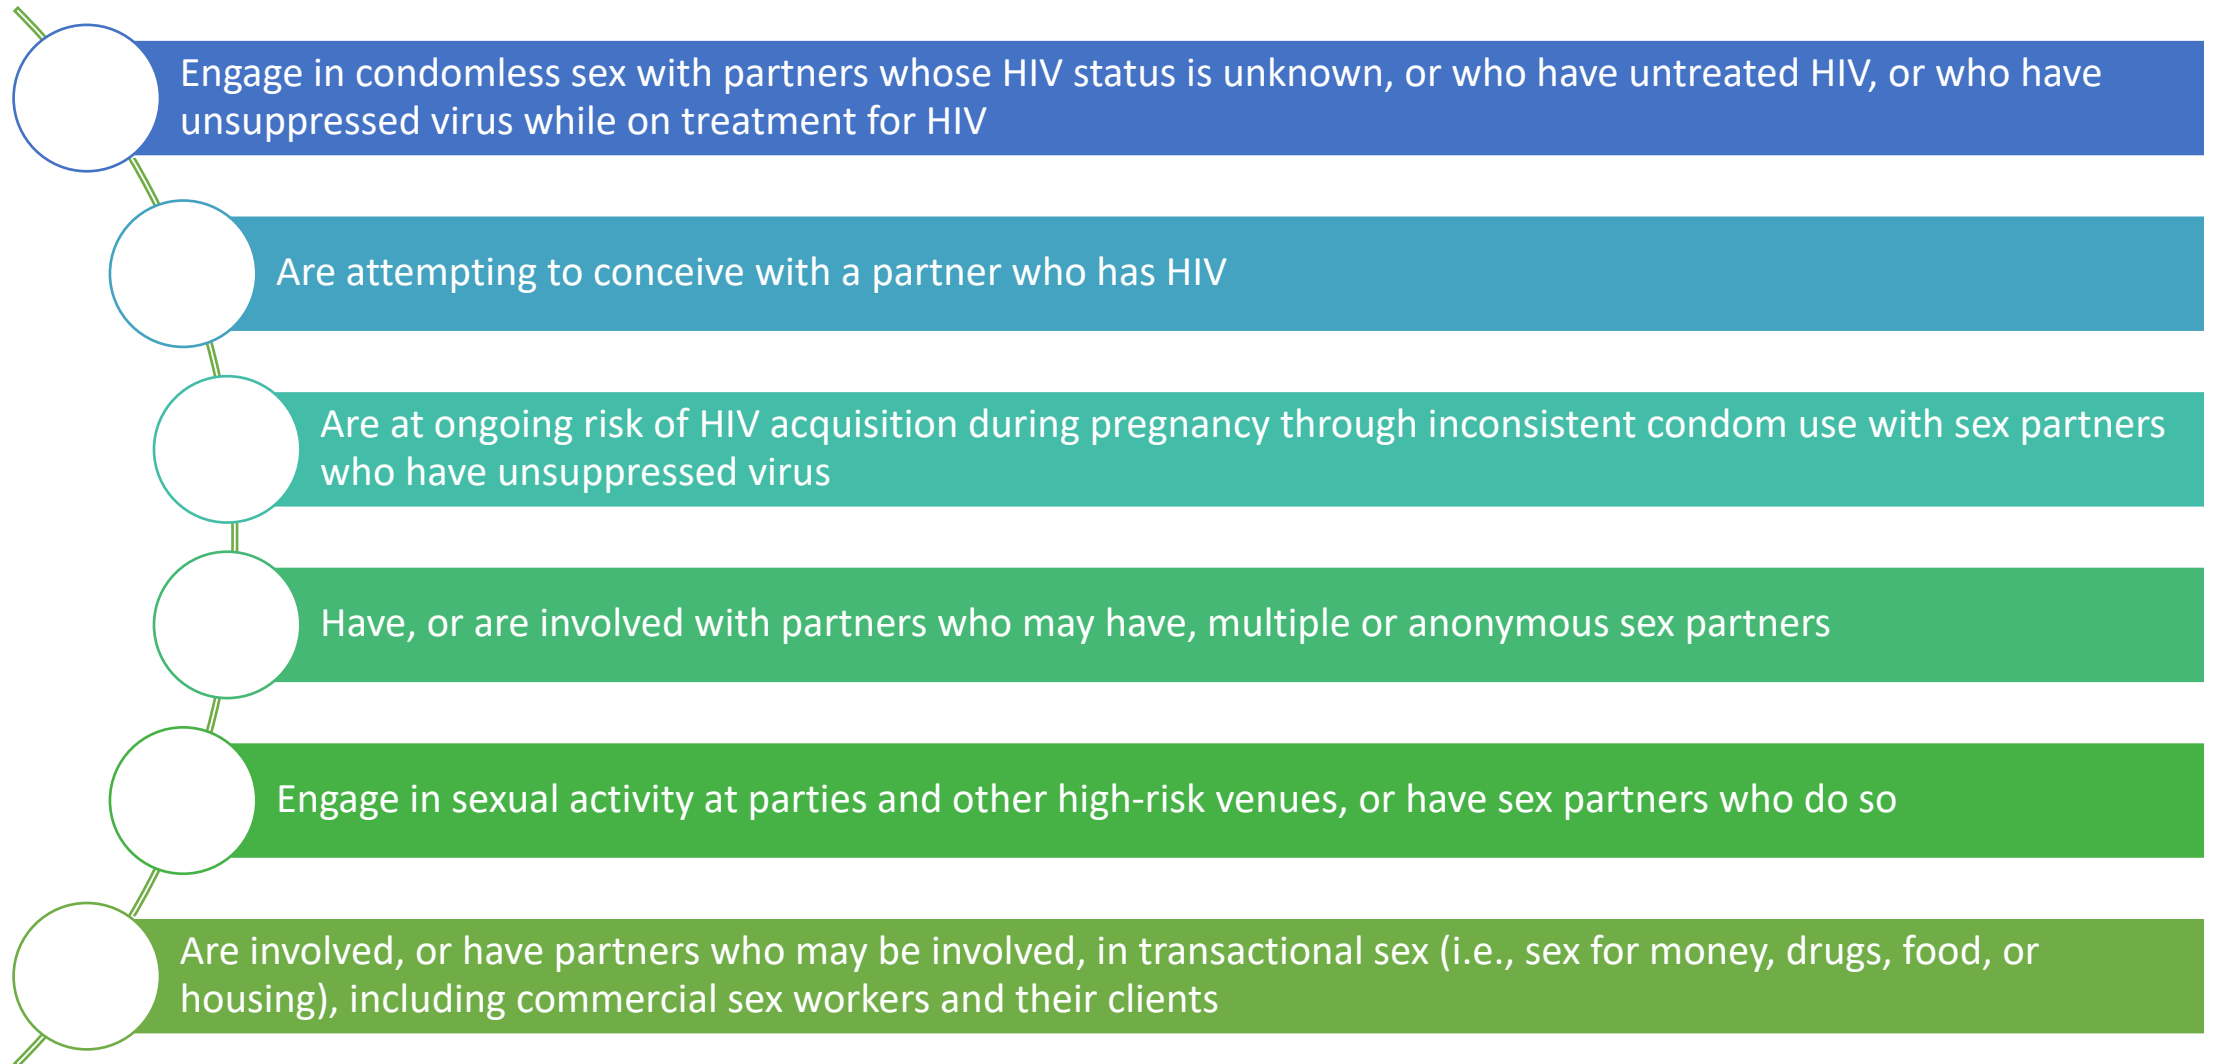 Engage in condomless sex with partners whose HIV status is unknown, or who have untreated HIV, or who have
unsuppressed virus while on treatment for HIV
Are attempting to conceive with a partner who has HIV
Are at ongoing risk of HIV acquisition during pregnancy through inconsistent condom use with sex partners
who have unsuppressed virus
Have, or are involved with partners who may have, multiple or anonymous sex partners
Engage in sexual activity at parties and other high-risk venues, or have sex partners who do so
Are involved, or have partners who may be involved, in transactional sex (i.e., sex for money, drugs, food, or
housing), including commercial sex workers and their clients